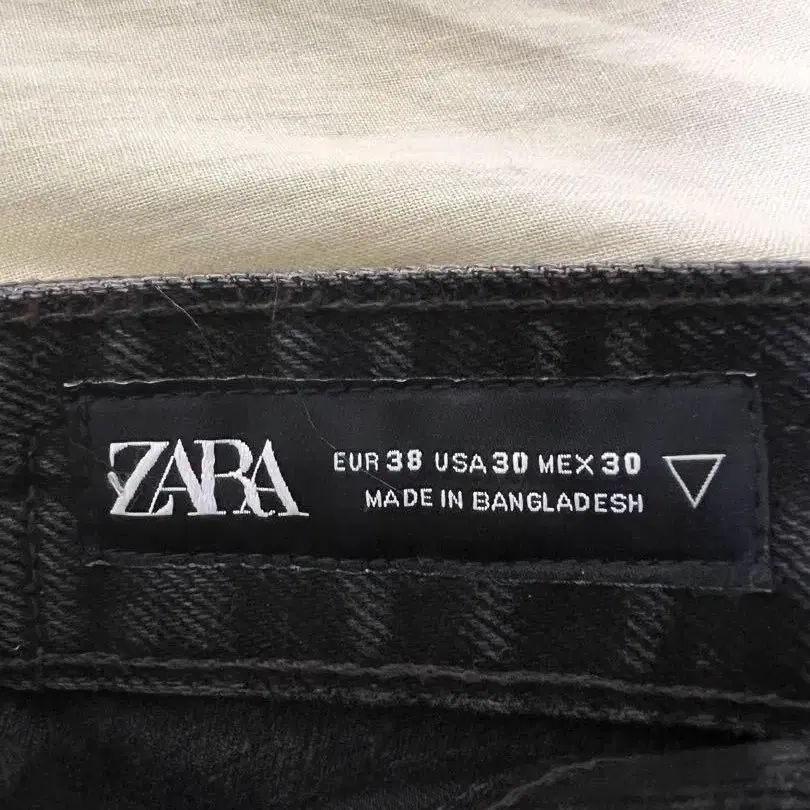 ZARA
EUR 38 USA 30 MEX 30
MADE IN BANGLADESH